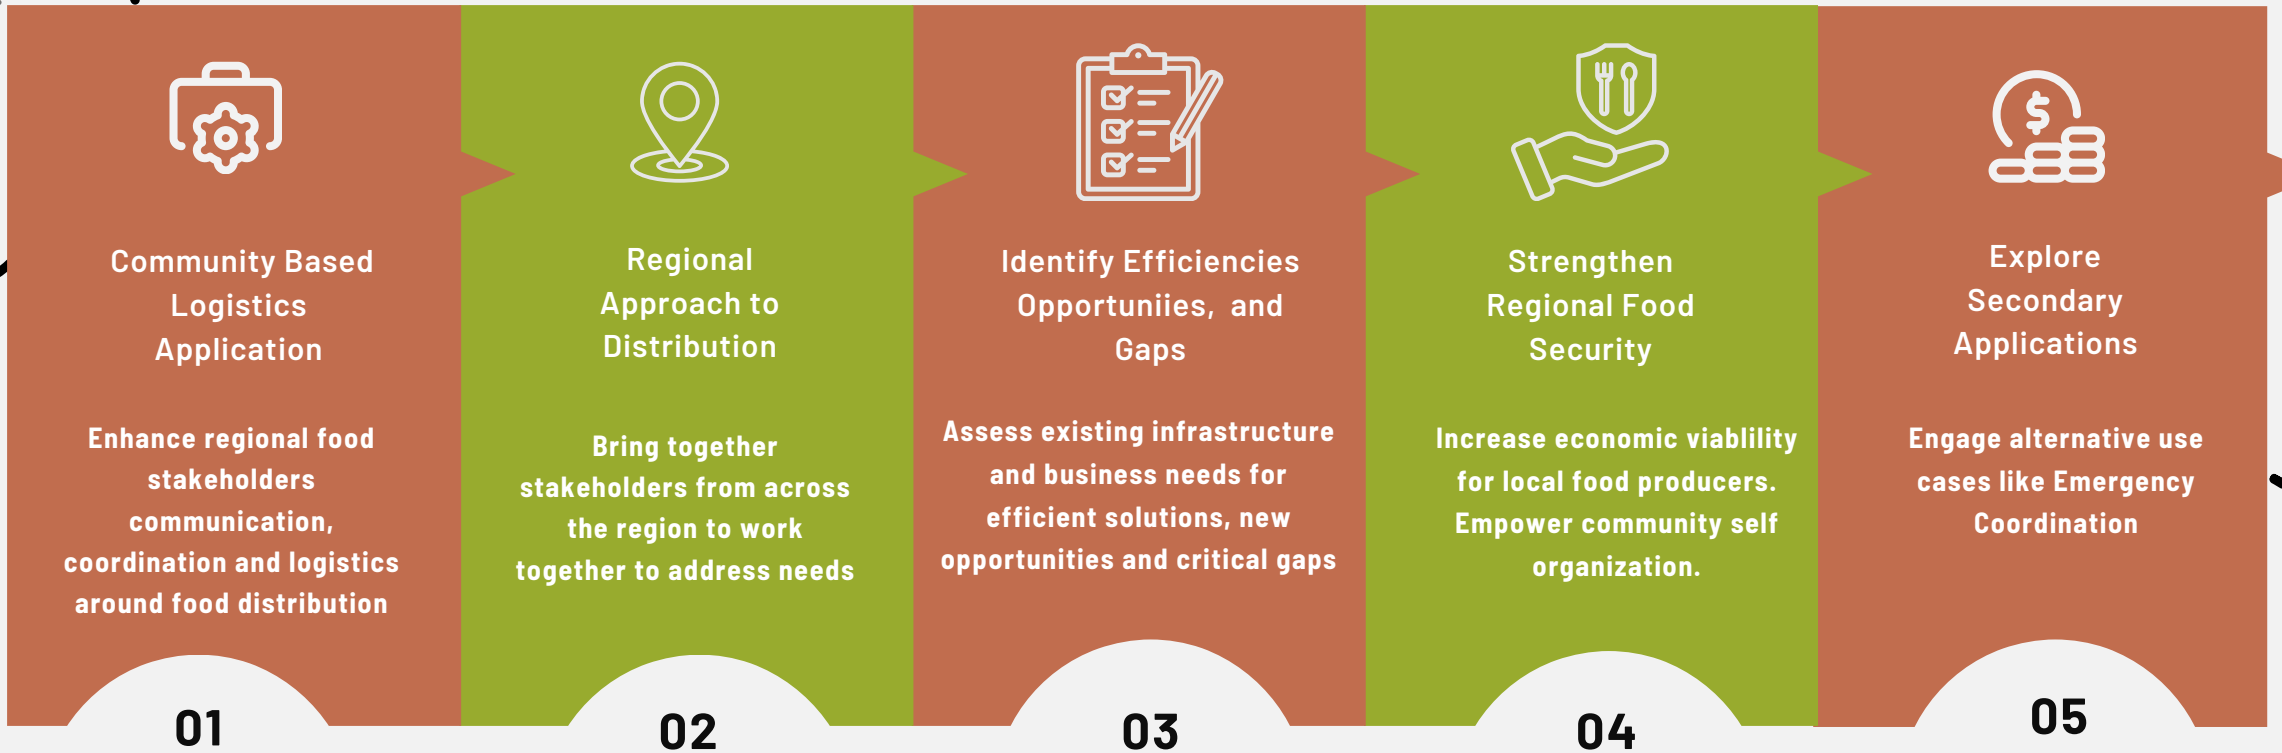 Community Based
Logistics
Application
Enhance regional food
stakeholders
communication,
coordination and logistics
around food distribution
01
Regional
Approach to
Distribution
Bring together
stakeholders from across
the region to work
together to address needs
02
Identify Efficiencies
Opportuniies, and
Gaps
Assess existing infrastructure
and business needs for
efficient solutions, new
opportunities and critical gaps
03
Strengthen
Regional Food
Security
Increase economic viablility
for local food producers.
Empower community self
organization.
04
$
Explore
Secondary
Applications
Engage alternative use
cases like Emergency
Coordination
05